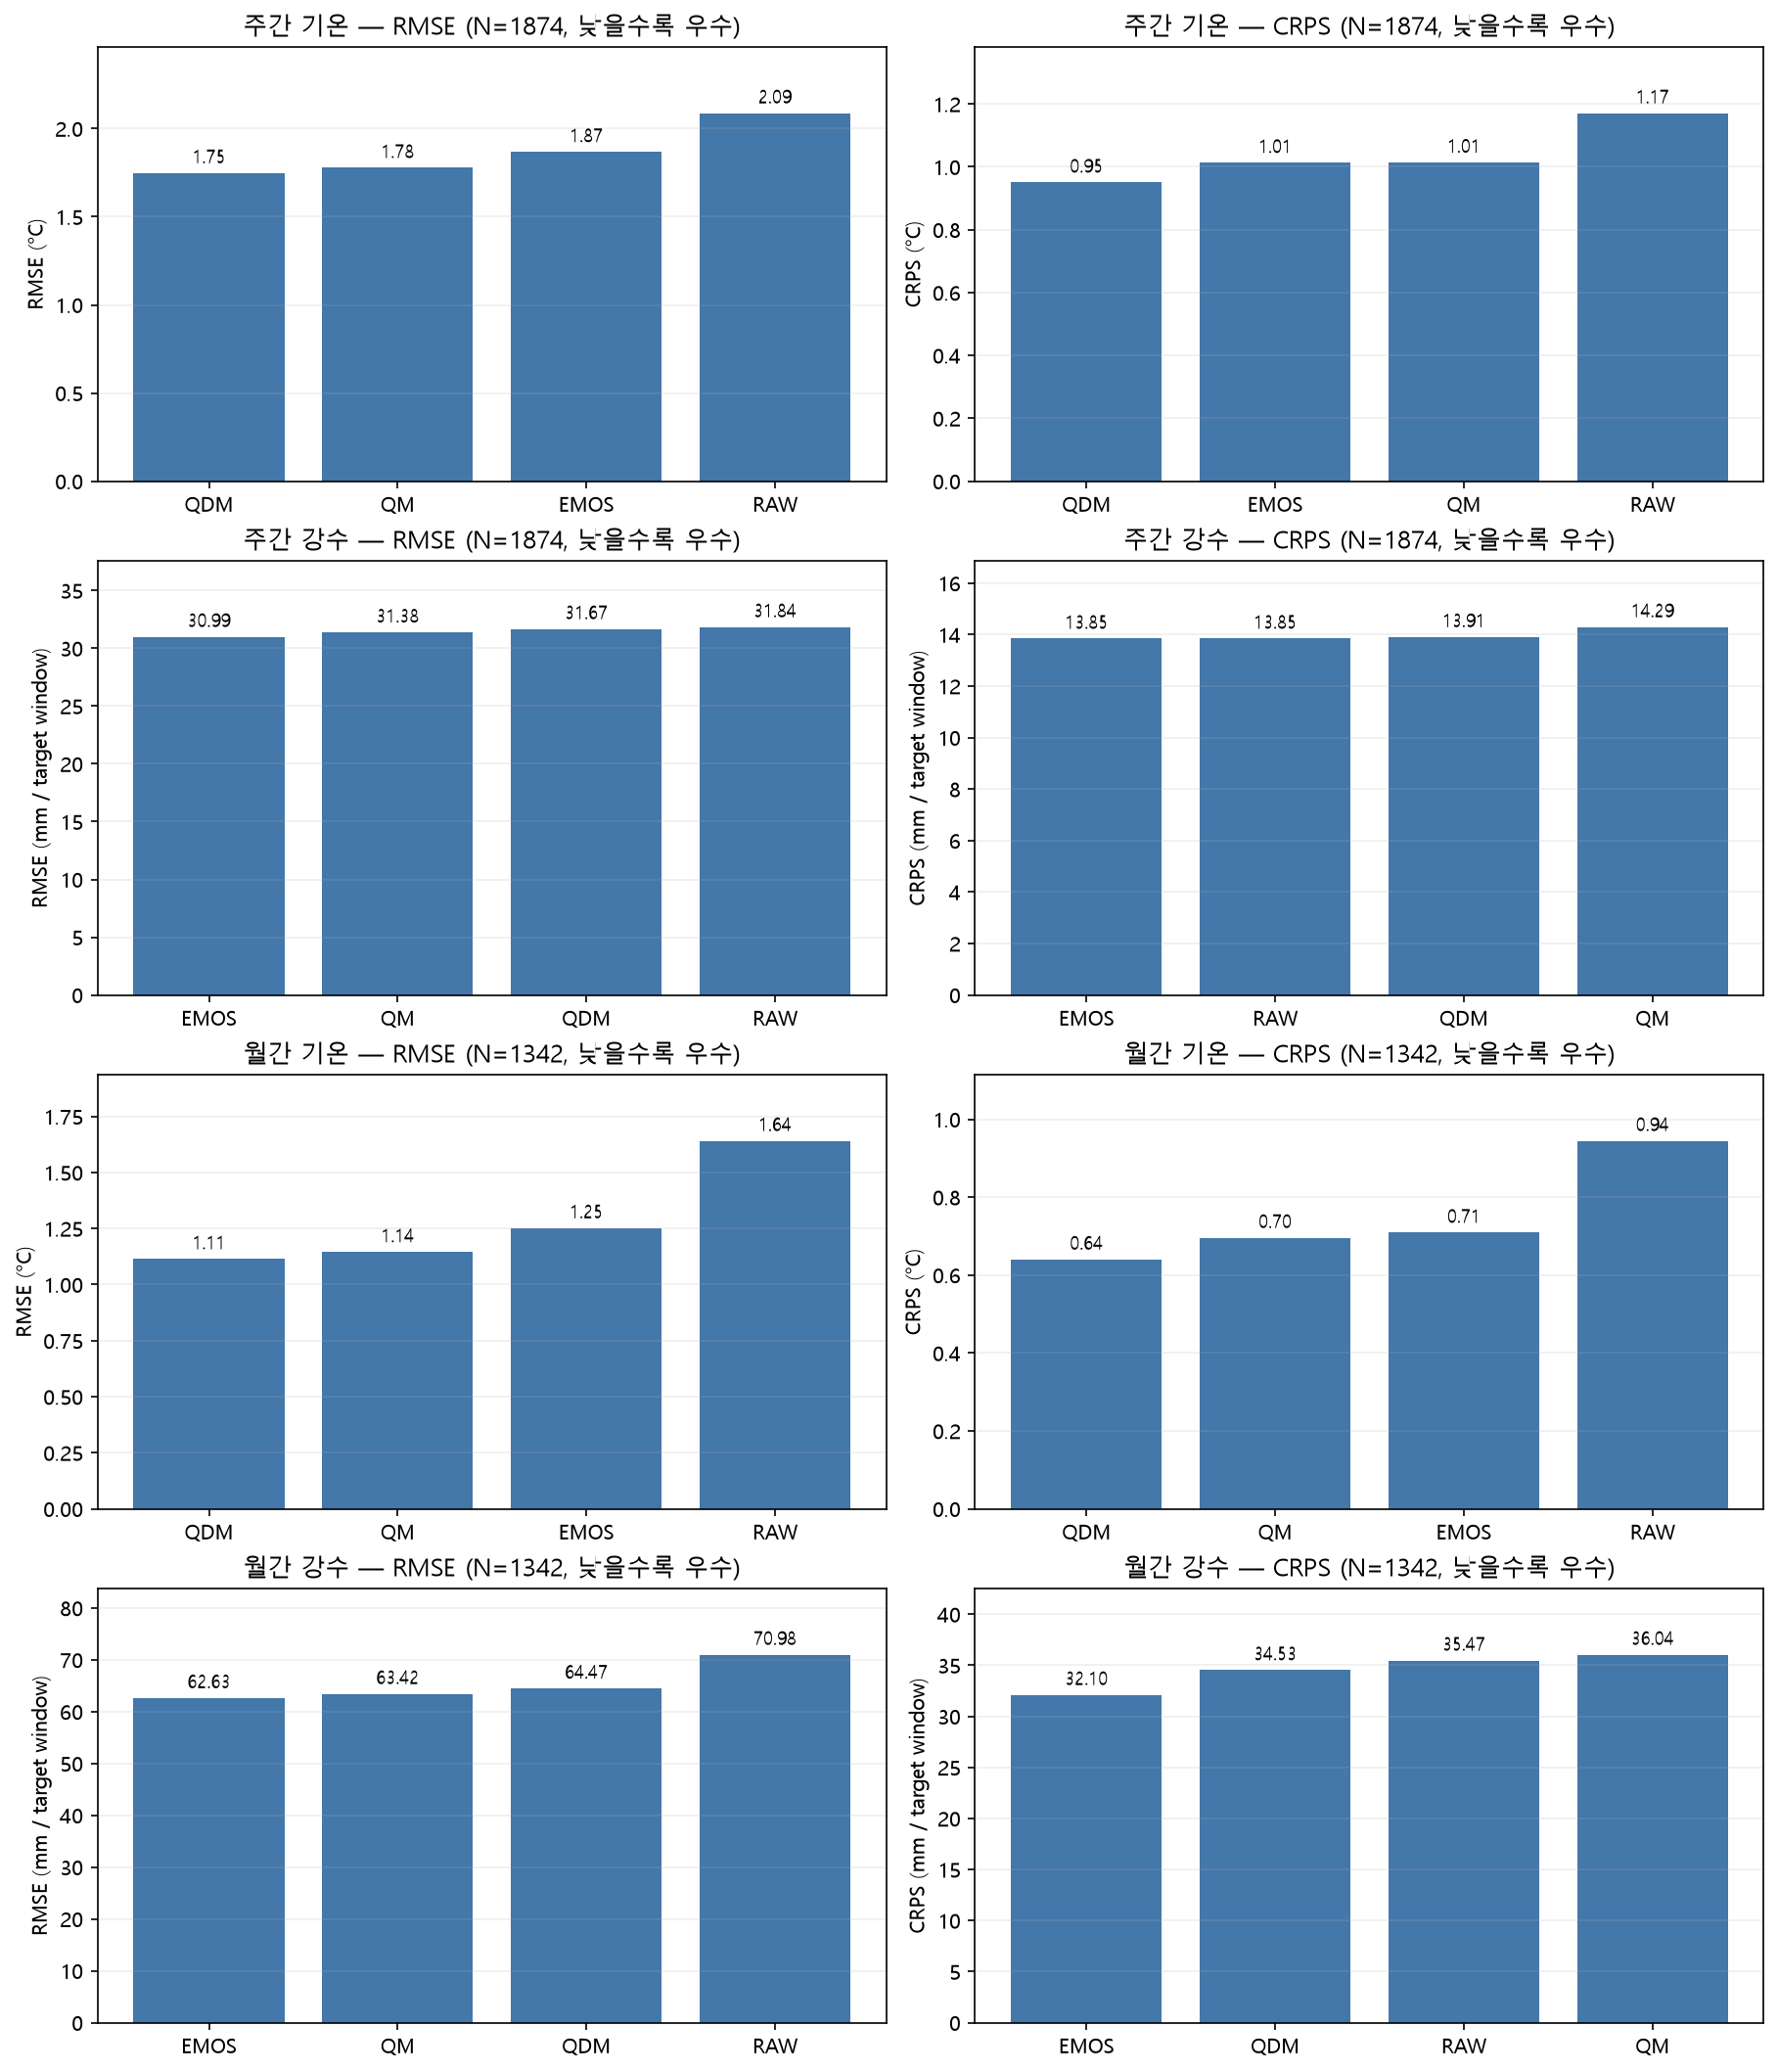 주간 기온 — RMSE (N=1874, 낮을수록 우수)
RMSE (°C)
2.0
1.5
1.0
0.5
0.0
1.75
1.78
1.87
2.09
QDM
QM
EMOS
RAW
주간 기온 — CRPS (N=1874, 낮을수록 우수)
CRPS (°C)
1.2
1.0
0.8
0.6
0.4
0.2
0.0
0.95
1.01
1.01
1.17
QDM
EMOS
QM
RAW
주간 강수 — RMSE (N=1874, 낮을수록 우수)
RMSE (mm / target window)
35
30
25
20
15
10
5
0
30.99
31.38
31.67
31.84
EMOS
QM
QDM
RAW
주간 강수 — CRPS (N=1874, 낮을수록 우수)
CRPS (mm / target window)
16
14
12
10
8
6
4
2
0
13.85
13.85
13.91
14.29
EMOS
RAW
QDM
QM
월간 기온 — RMSE (N=1342, 낮을수록 우수)
RMSE (°C)
1.75
1.50
1.25
1.00
0.75
0.50
0.25
0.00
1.11
1.14
1.25
1.64
QDM
QM
EMOS
RAW
월간 기온 — CRPS (N=1342, 낮을수록 우수)
CRPS (°C)
1.0
0.8
0.6
0.4
0.2
0.0
0.64
0.70
0.71
0.94
QDM
QM
EMOS
RAW
월간 강수 — RMSE (N=1342, 낮을수록 우수)
RMSE (mm / target window)
80
70
60
50
40
30
20
10
0
62.63
63.42
64.47
70.98
EMOS
QM
QDM
RAW
월간 강수 — CRPS (N=1342, 낮을수록 우수)
CRPS (mm / target window)
40
35
30
25
20
15
10
5
0
32.10
34.53
35.47
36.04
EMOS
QDM
RAW
QM